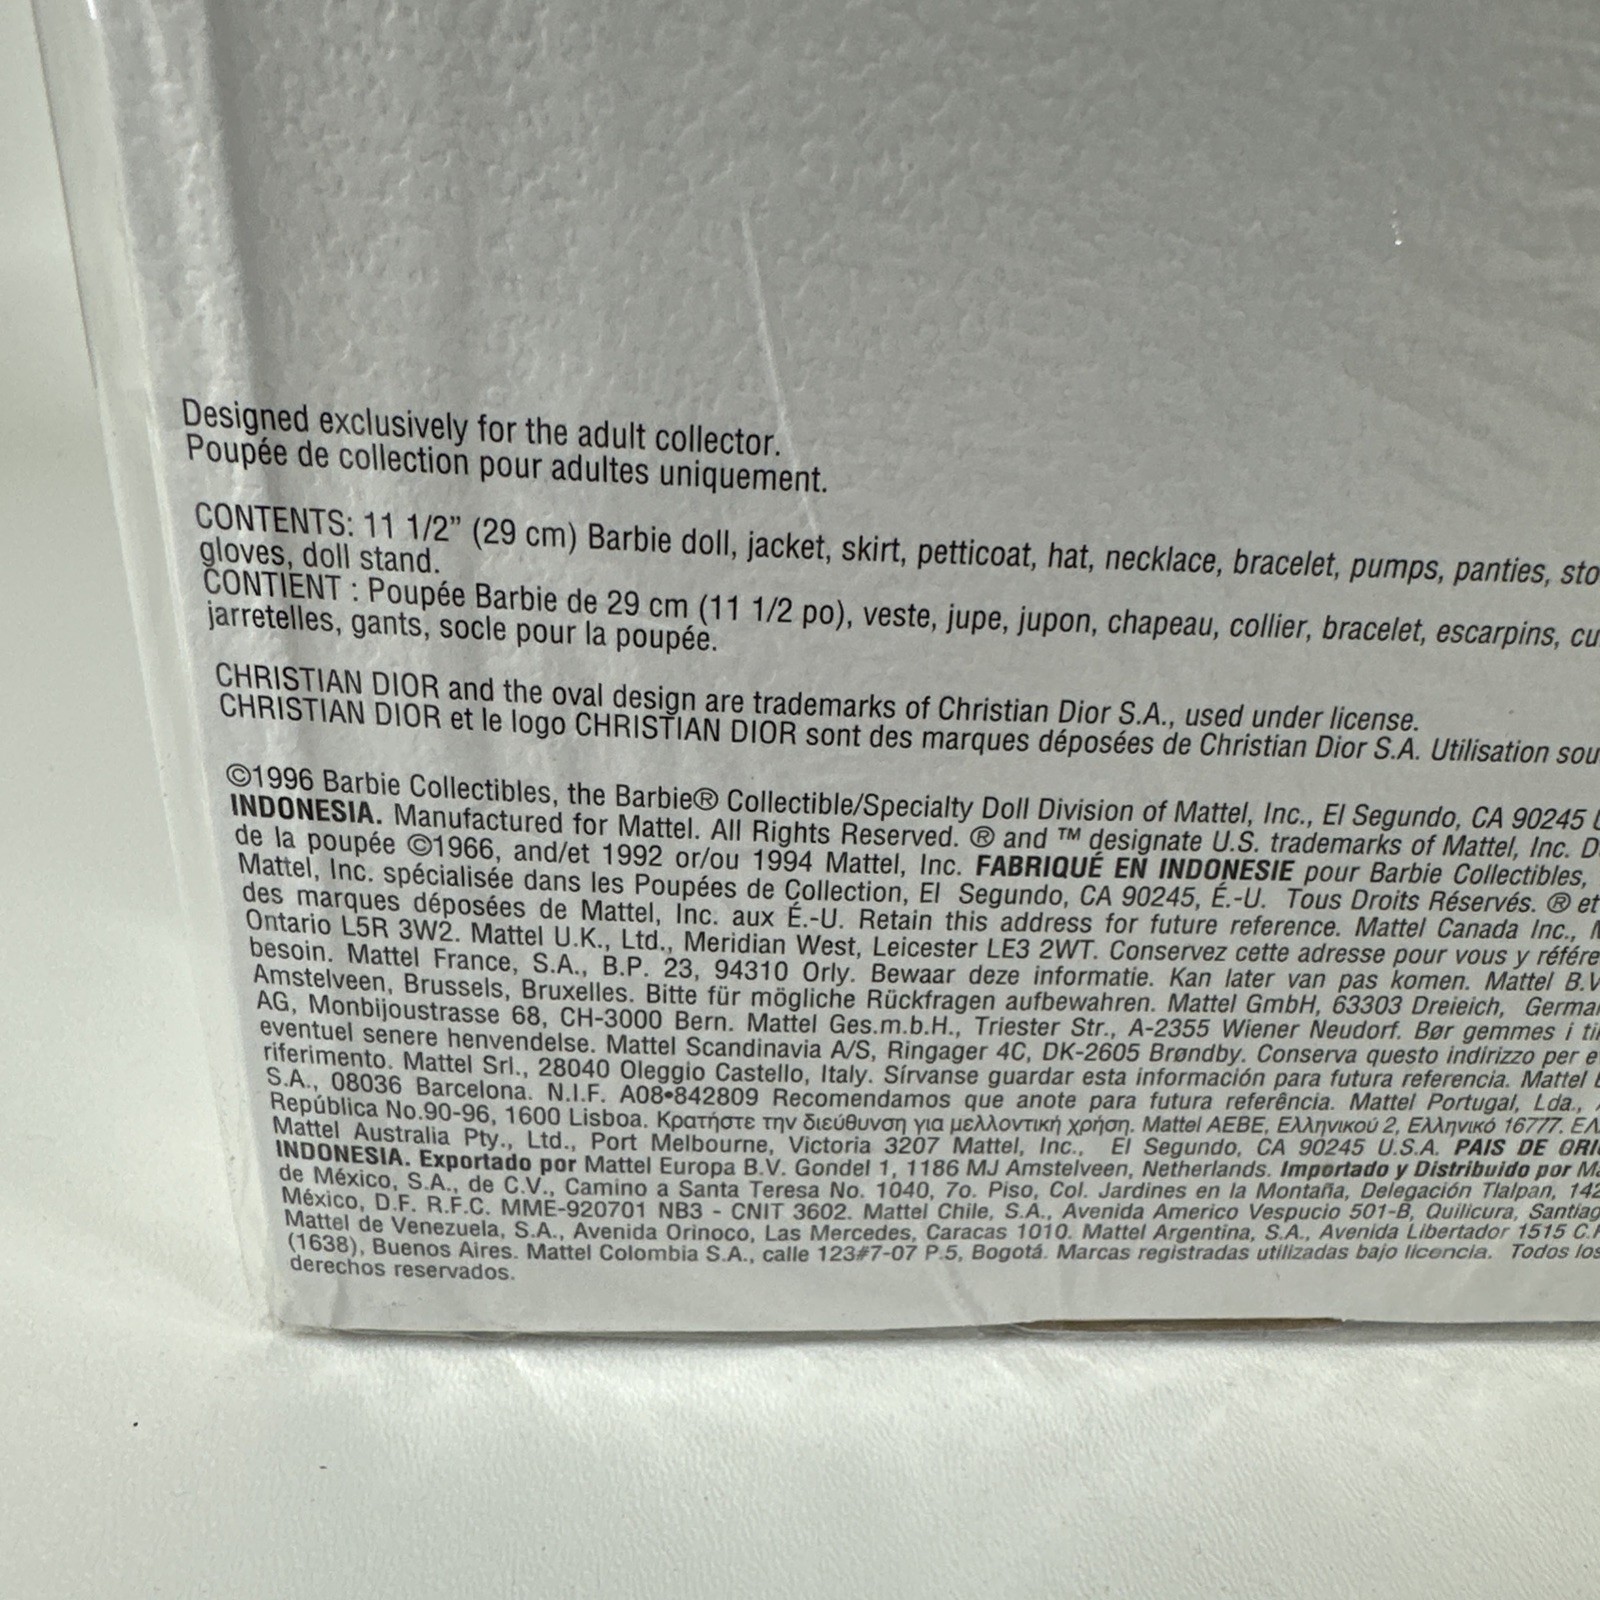 Designed exclusively for the adult collector.
Poupée de collection pour adultes uniquement.
CONTENTS: 11 1/2” (29 cm) Barbie doll, jacket, skirt, petticoat, hat, necklace, bracelet, pumps, panties, sto
gloves, doll stand.
CONTIENT : Poupée Barbie de 29 cm (11 1/2 po), veste, jupe, jupon, chapeau, collier, bracelet, escarpins, cu
jarretelles, gants, socle pour la poupée.
CHRISTIAN DIOR and the oval design are trademarks of Christian Dior S.A., used under license.
CHRISTIAN DIOR et le logo CHRISTIAN DIOR sont des marques déposées de Christian Dior S.A. Utilisation sou
©1996 Barbie Collectibles, the Barbie® Collectible/Specialty Doll Division of Mattel, Inc., El Segundo, CA 90245
INDONESIA. Manufactured for Mattel. All Rights Reserved. ® and ™ designate U.S. trademarks of Mattel, Inc. D
de la poupée ©1966, and/et 1992 or/ou 1994 Mattel, Inc. FABRIQUÉ EN INDONESIE pour Barbie Collectibles,
Mattel, Inc. spécialisée dans les Poupées de Collection, El Segundo, CA 90245, É.-U. Tous Droits Réservés. ® et
des marques déposées de Mattel, Inc. aux É.-U. Retain this address for future reference. Mattel Canada Inc.,
Ontario L5R 3W2. Mattel U.K., Ltd., Meridian West, Leicester LE3 2WT. Conservez cette adresse pour vous y référe
besoin. Mattel France, S.A., B.P. 23, 94310 Orly. Bewaar deze informatie. Kan later van pas komen. Mattel B.V
Amstelveen, Brussels, Bruxelles. Bitte für mögliche Rückfragen aufbewahren. Mattel GmbH, 63303 Dreieich, Germa
AG, Monbijoustrasse 68, CH-3000 Bern. Mattel Ges.m.b.H., Triester Str., A-2355 Wiener Neudorf. Bør gemmes i ti
eventuel senere henvendelse. Mattel Scandinavia A/S, Ringager 4C, DK-2605 Brøndby. Conserva questo indirizzo per e
riferimento. Mattel Srl., 28040 Oleggio Castello, Italy. Sírvanse guardar esta información para futura referencia. Mattel
S.A., 08036 Barcelona. N.I.F. A08•842809 Recomendamos que anote para futura referência. Mattel Portugal, Lda.,
República No.90-96, 1600 Lisboa. Κρατήστε την διεύθυνση για μελλοντική χρήση. Mattel AEBE, Ελληνικού 2, Ελληνικό 16777. ΕΛ
Mattel Australia Pty., Ltd., Port Melbourne, Victoria 3207 Mattel, Inc., El Segundo, CA 90245 U.S.A. PAIS DE ORI
INDONESIA. Exportado por Mattel Europa B.V. Gondel 1, 1186 MJ Amstelveen, Netherlands. Importado y Distribuido por Ma
de México, S.A., de C.V., Camino a Santa Teresa No. 1040, 7o. Piso, Col. Jardines en la Montaña, Delegación Tlalpan, 142
México, D.F. R.F.C. MME-920701 NB3 - CNIT 3602. Mattel Chile, S.A., Avenida Americo Vespucio 501-B, Quilicura, Santiag
Mattel de Venezuela, S.A., Avenida Orinoco, Las Mercedes, Caracas 1010. Mattel Argentina, S.A., Avenida Libertador 1515 C.P
(1638), Buenos Aires. Mattel Colombia S.A., calle 123#7-07 P.5, Bogotá. Marcas registradas utilizadas bajo licencia. Todos los
derechos reservados.